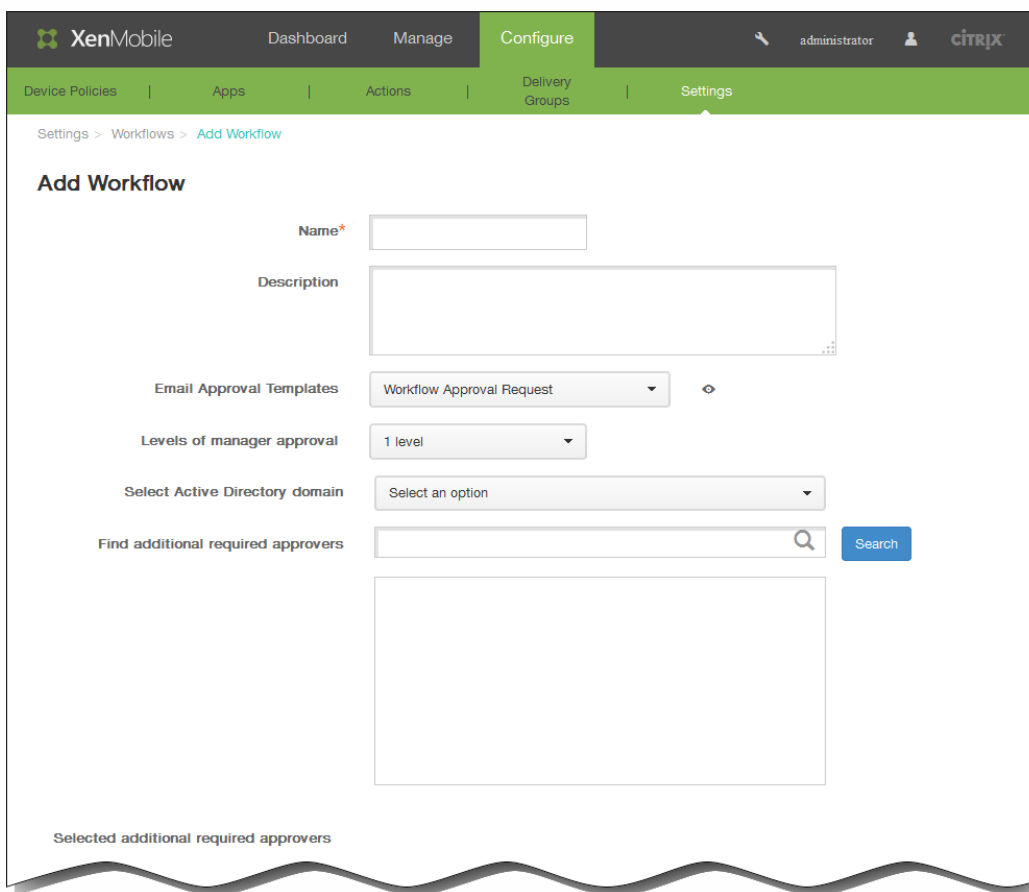 XenMobile Dashboard Manage Configure administrator CİTRIX
Device Policies | Apps | Actions | Delivery Groups | Settings
Settings > Workflows > Add Workflow
Add Workflow
Name*
Description
Email Approval Templates Workflow Approval Request
Levels of manager approval 1 level
Select Active Directory domain Select an option
Find additional required approvers Search
Selected additional required approvers